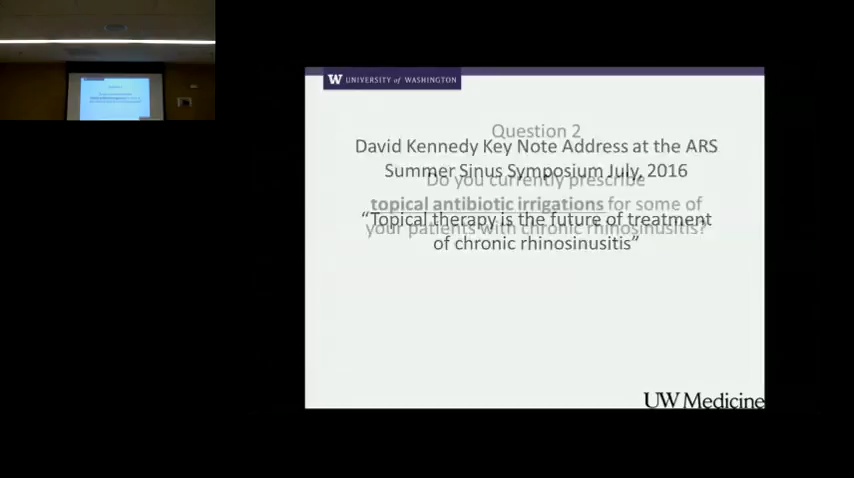 W UNIVERSITY of WASHINGTON
Question 2
David Kennedy Key Note Address at the ARS
Summer Sinus Symposium July, 2016
Do you currently prescribe
topical antibiotic irrigations for some of
“Topical therapy is the future of treatment
your patients with chronic rhinosinusitis?
of chronic rhinosinusitis”
UW Medicine